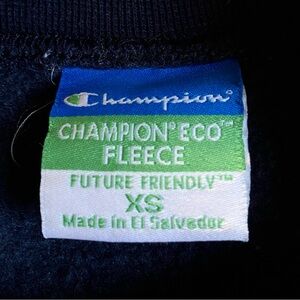 Champion®
CHAMPION® ECO™
FLEECE
FUTURE FRIENDLY™
XS
Made in El Salvador